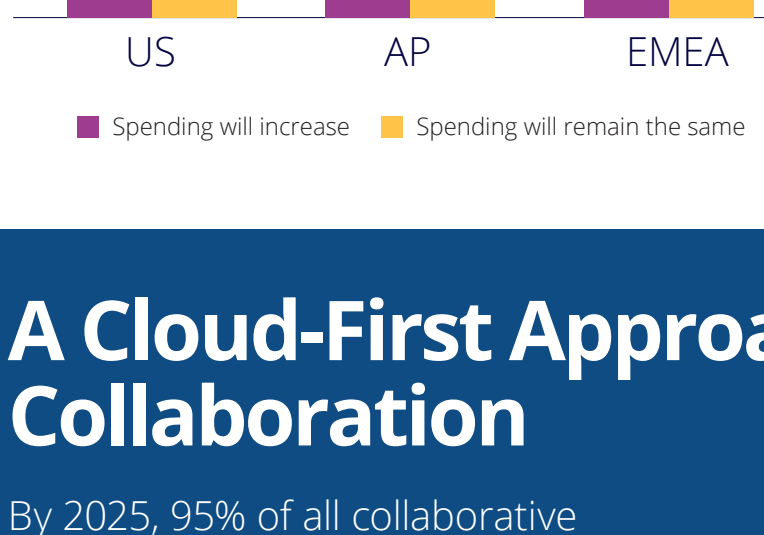 US AP EMEA
Spending will increase Spending will remain the same
A Cloud-First
Collaboration
By 2025, 95% of all collaborative